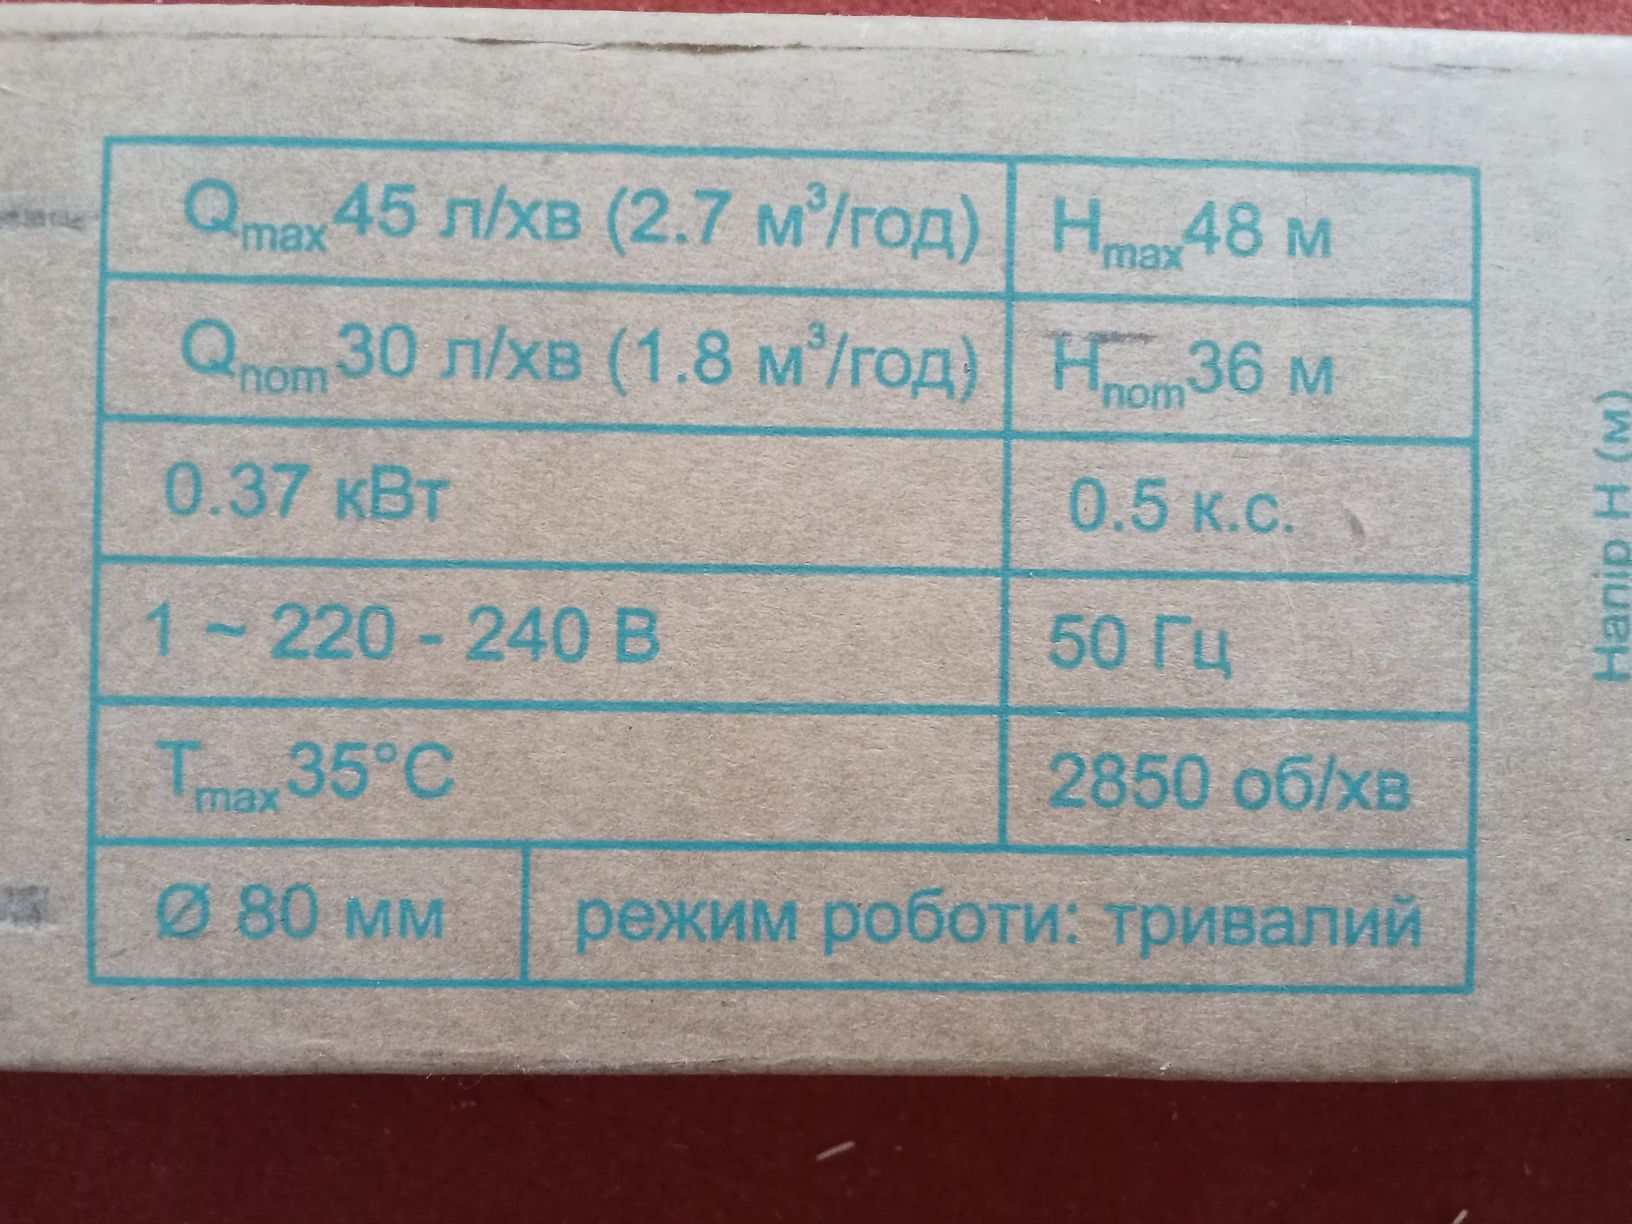 Qmax45 л/хв (2.7 м³/год) Hmax48 м
Qnom30 л/хв (1.8 м³/год) Hnom36 м
0.37 кВт 0.5 к.с.
1 ~ 220 - 240 В 50 Гц
Tmax35°C 2850 об/хв
Ø 80 мм режим роботи: тривалий
Напір Н (м)